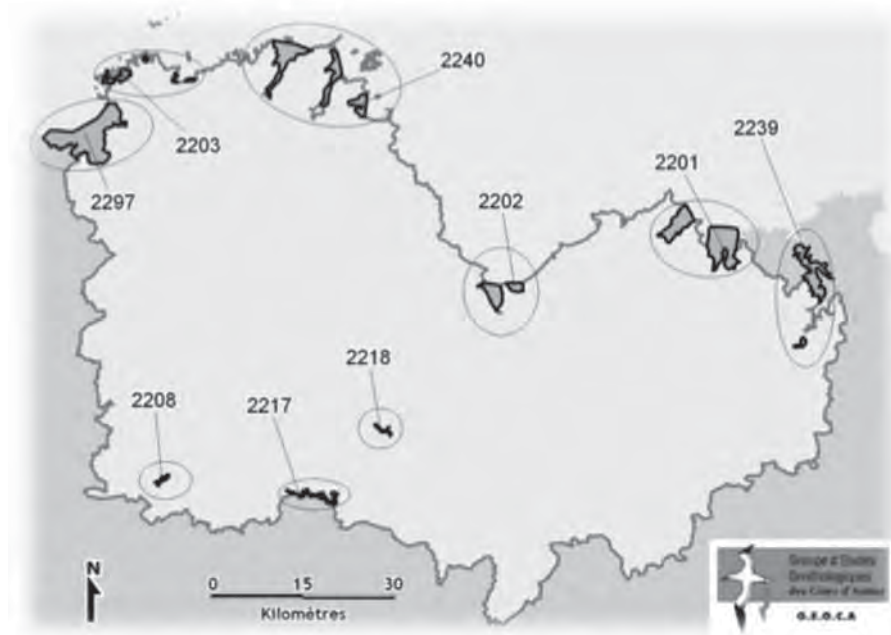 2240
2203
2239
2201
2297
2202
2218
2208
2217
N
0 15 30
Kilomètres
Groupe d'Etudes
Ornithologiques
des Côtes d'Armor
G.E.O.C.A